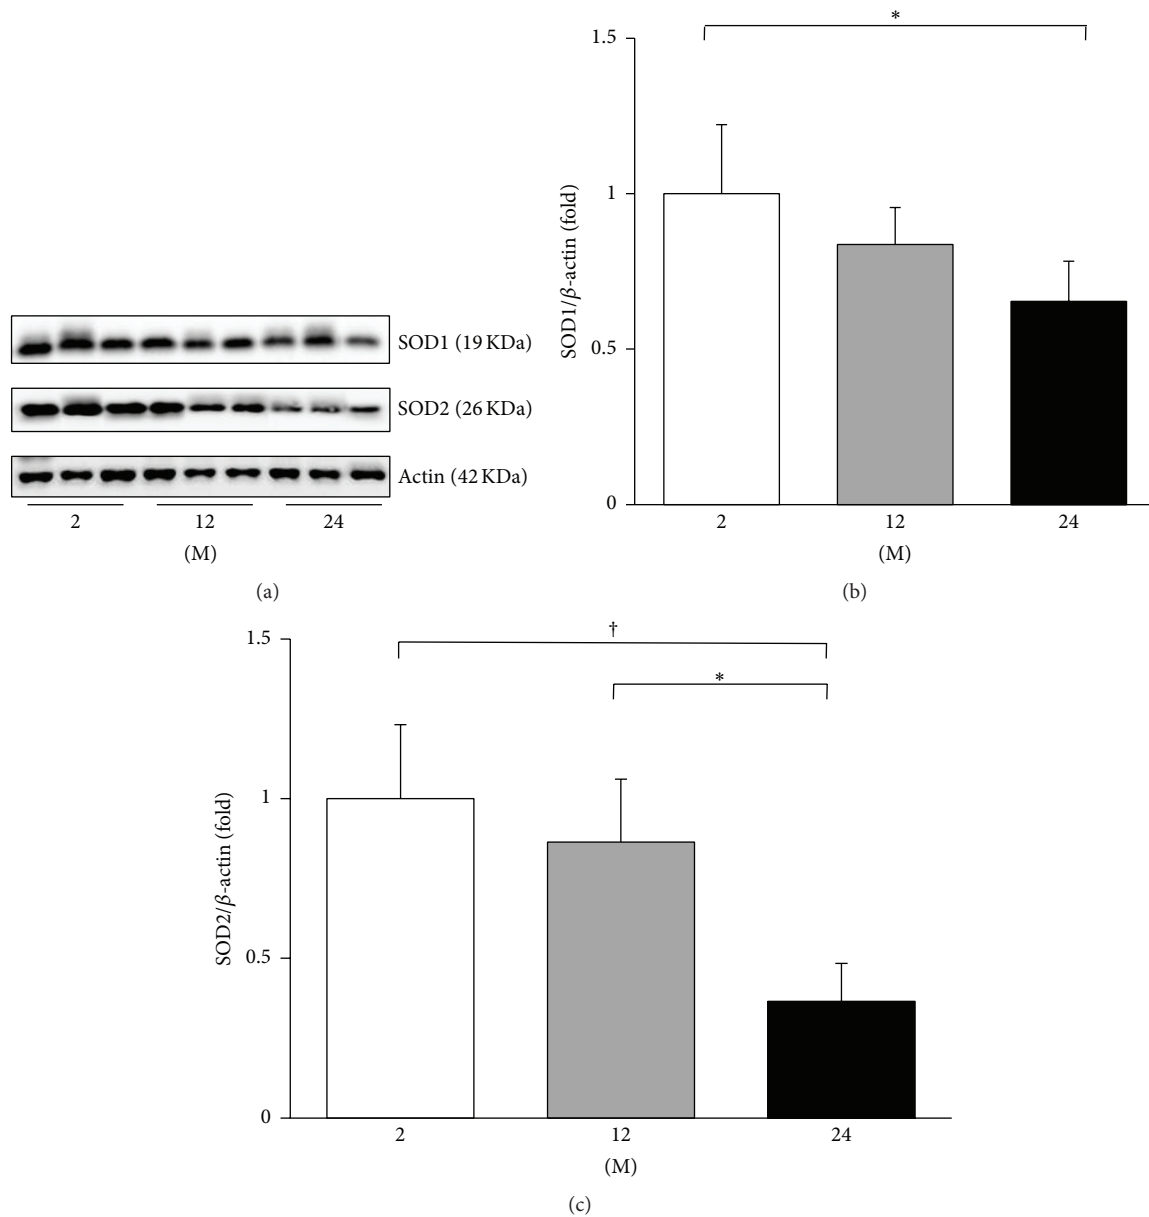 SOD1 (19 KDa)
SOD2 (26 KDa)
Actin (42 KDa)
2 12 24
(M)
(a)
*
1.5
1
0.5
0
SOD1/β-actin (fold)
2 12 24
(M)
(b)
†
*
1.5
1
0.5
0
SOD2/β-actin (fold)
2 12 24
(M)
(c)